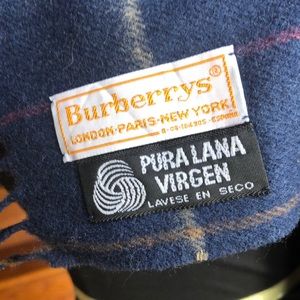 Burberrys®
LONDON·PARIS·NEW YORK
PURA LANA
VIRGEN
LAVESE EN SECO